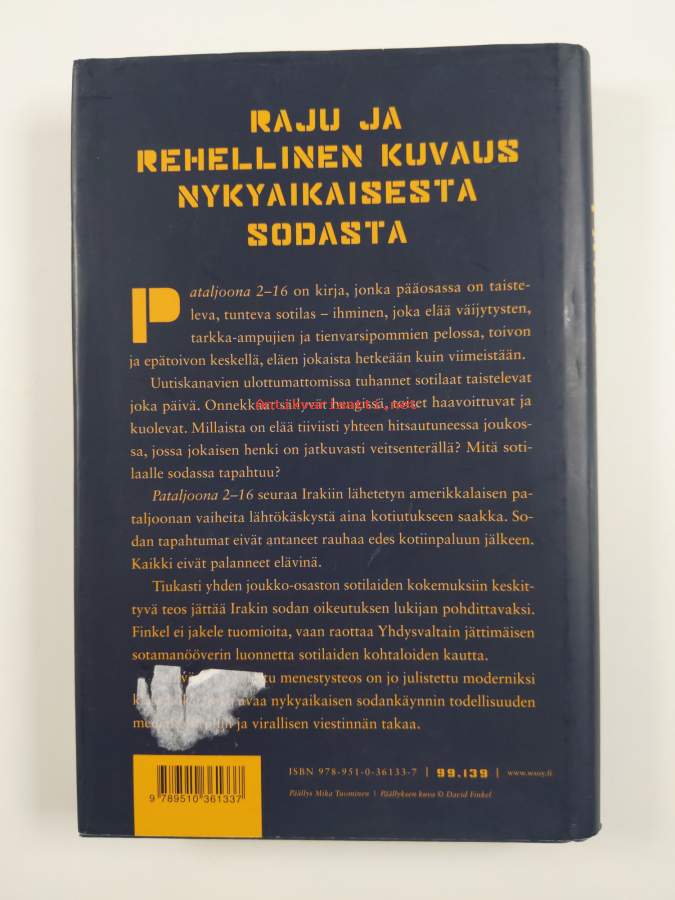 RAJU JA
REHELLINEN KUVAUS
NYKYAIKAISESTA
SODASTA
Pataljoona 2–16 on kirja, jonka pääosassa on taiste-
leva, tunteva sotilas – ihminen, joka elää väijytysten,
tarkka-ampujien ja tienvarsipommien pelossa, toivon
ja epätoivon keskellä, eläen jokaista hetkeään kuin viimeistään.
Uutiskanavien ulottumattomissa tuhannet sotilaat taistelevat
joka päivä. Onnekkaat säilyvät hengissä, toiset haavoittuvat ja
kuolevat. Millaista on elää tiiviisti yhteen hitsautuneessa joukos-
sa, jossa jokaisen henki on jatkuvasti veitsenterällä? Mitä soti-
laalle sodassa tapahtuu?
Pataljoona 2–16 seuraa Irakiin lähetetyn amerikkalaisen pa-
taljoonan vaiheita lähtökäskystä aina kotiutukseen saakka. So-
dan tapahtumat eivät antaneet rauhaa edes kotiinpaluun jälkeen.
Kaikki eivät palanneet elävinä.
Tiukasti yhden joukko-osaston sotilaiden kokemuksiin keskit-
tyvä teos jättää Irakin sodan oikeutuksen lukijan pohdittavaksi.
Finkel ei jakele tuomioita, vaan raottaa Yhdysvaltain jättimäisen
sotamanööverin luonnetta sotilaiden kohtaloiden kautta.
menestysteos on jo julistettu moderniksi
nykyaikaisen sodankäynnin todellisuuden
ja virallisen viestinnän takaa.
ISBN 978-951-0-36133-7 | 99.139 | www.wsoy.fi
9 789510 361337
Päällys Mika Tuominen | Päällyksen kuva © David Finkel